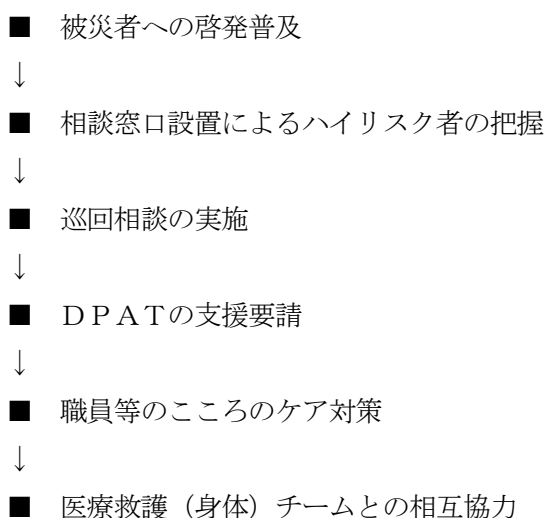 ■ 被災者への啓発普及
↓
■ 相談窓口設置によるハイリスク者の把握
↓
■ 巡回相談の実施
↓
■ ＤＰＡＴの支援要請
↓
■ 職員等のこころのケア対策
↓
■ 医療救護（身体）チームとの相互協力